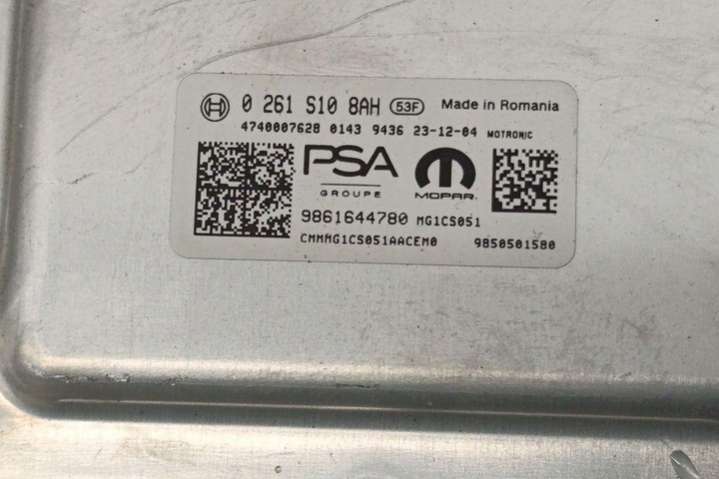 0 261 S10 8AH 53F Made in Romania
4740007628 0143 9436 23-12-04 MOTRONIC
PSA MOPAR
GROUPE
9861644780 MG1CS051
CMMMG1CS051AACEM0 9850501580